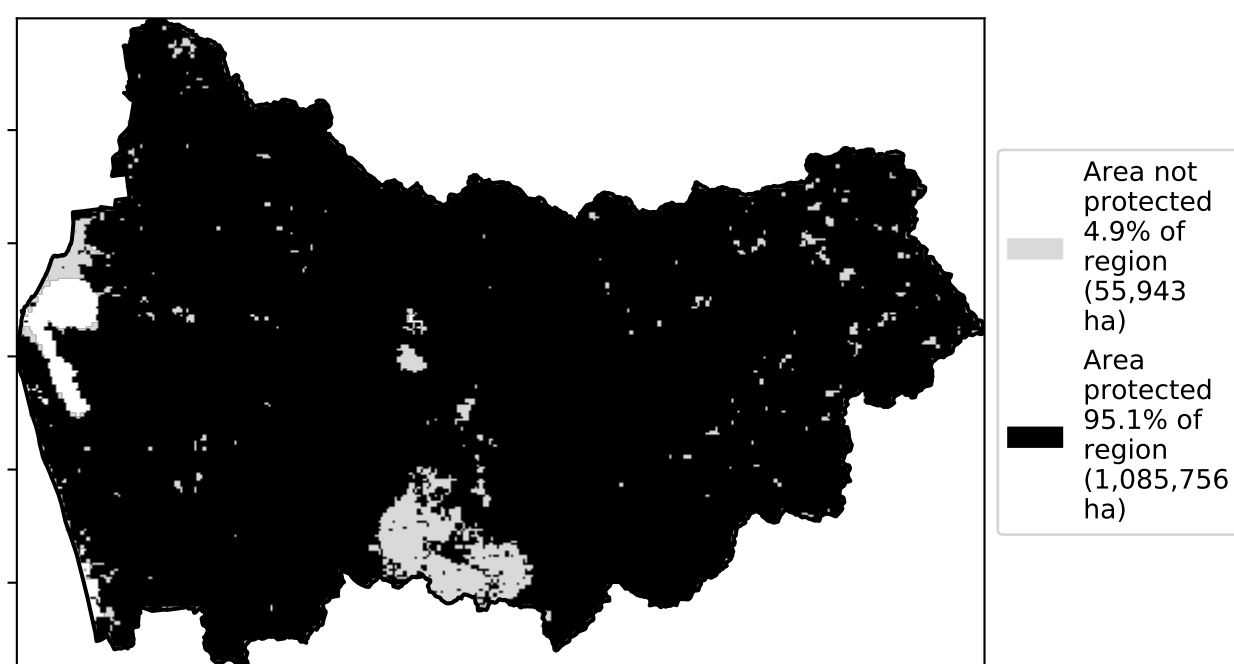 Area not
protected
4.9% of
region
(55,943
ha)
Area
protected
95.1% of
region
(1,085,756
ha)